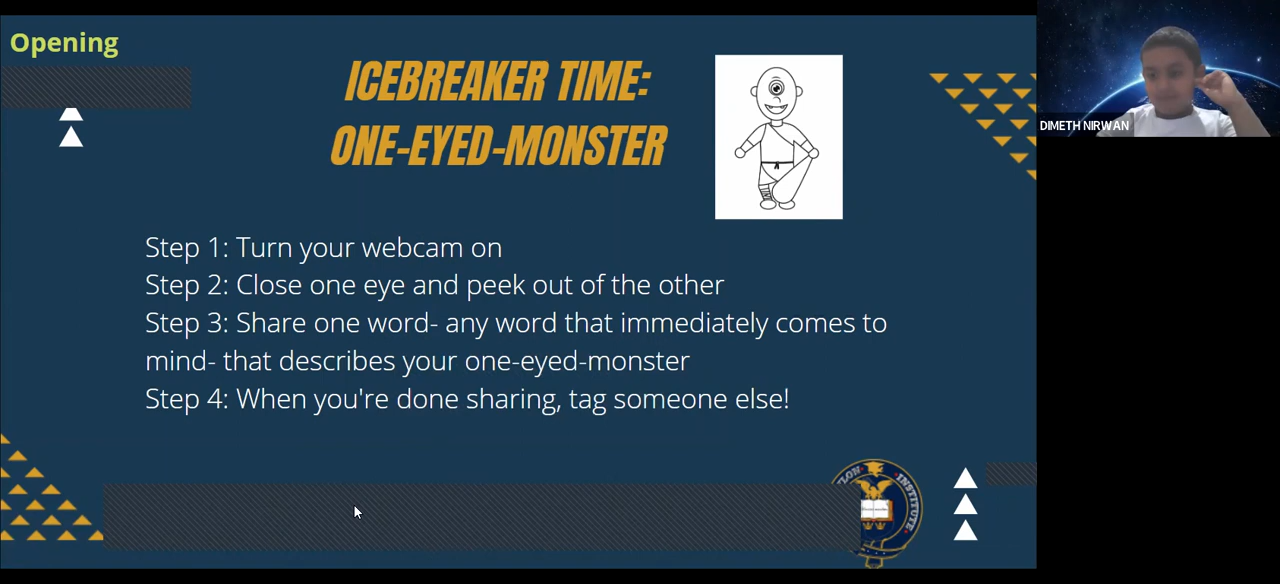 Opening
ICEBREAKER TIME:
ONE-EYED-MONSTER
DIMETH NIRWAN
Step 1: Turn your webcam on
Step 2: Close one eye and peek out of the other
Step 3: Share one word- any word that immediately comes to
mind- that describes your one-eyed-monster
Step 4: When you're done sharing, tag someone else!
INSTITUTE